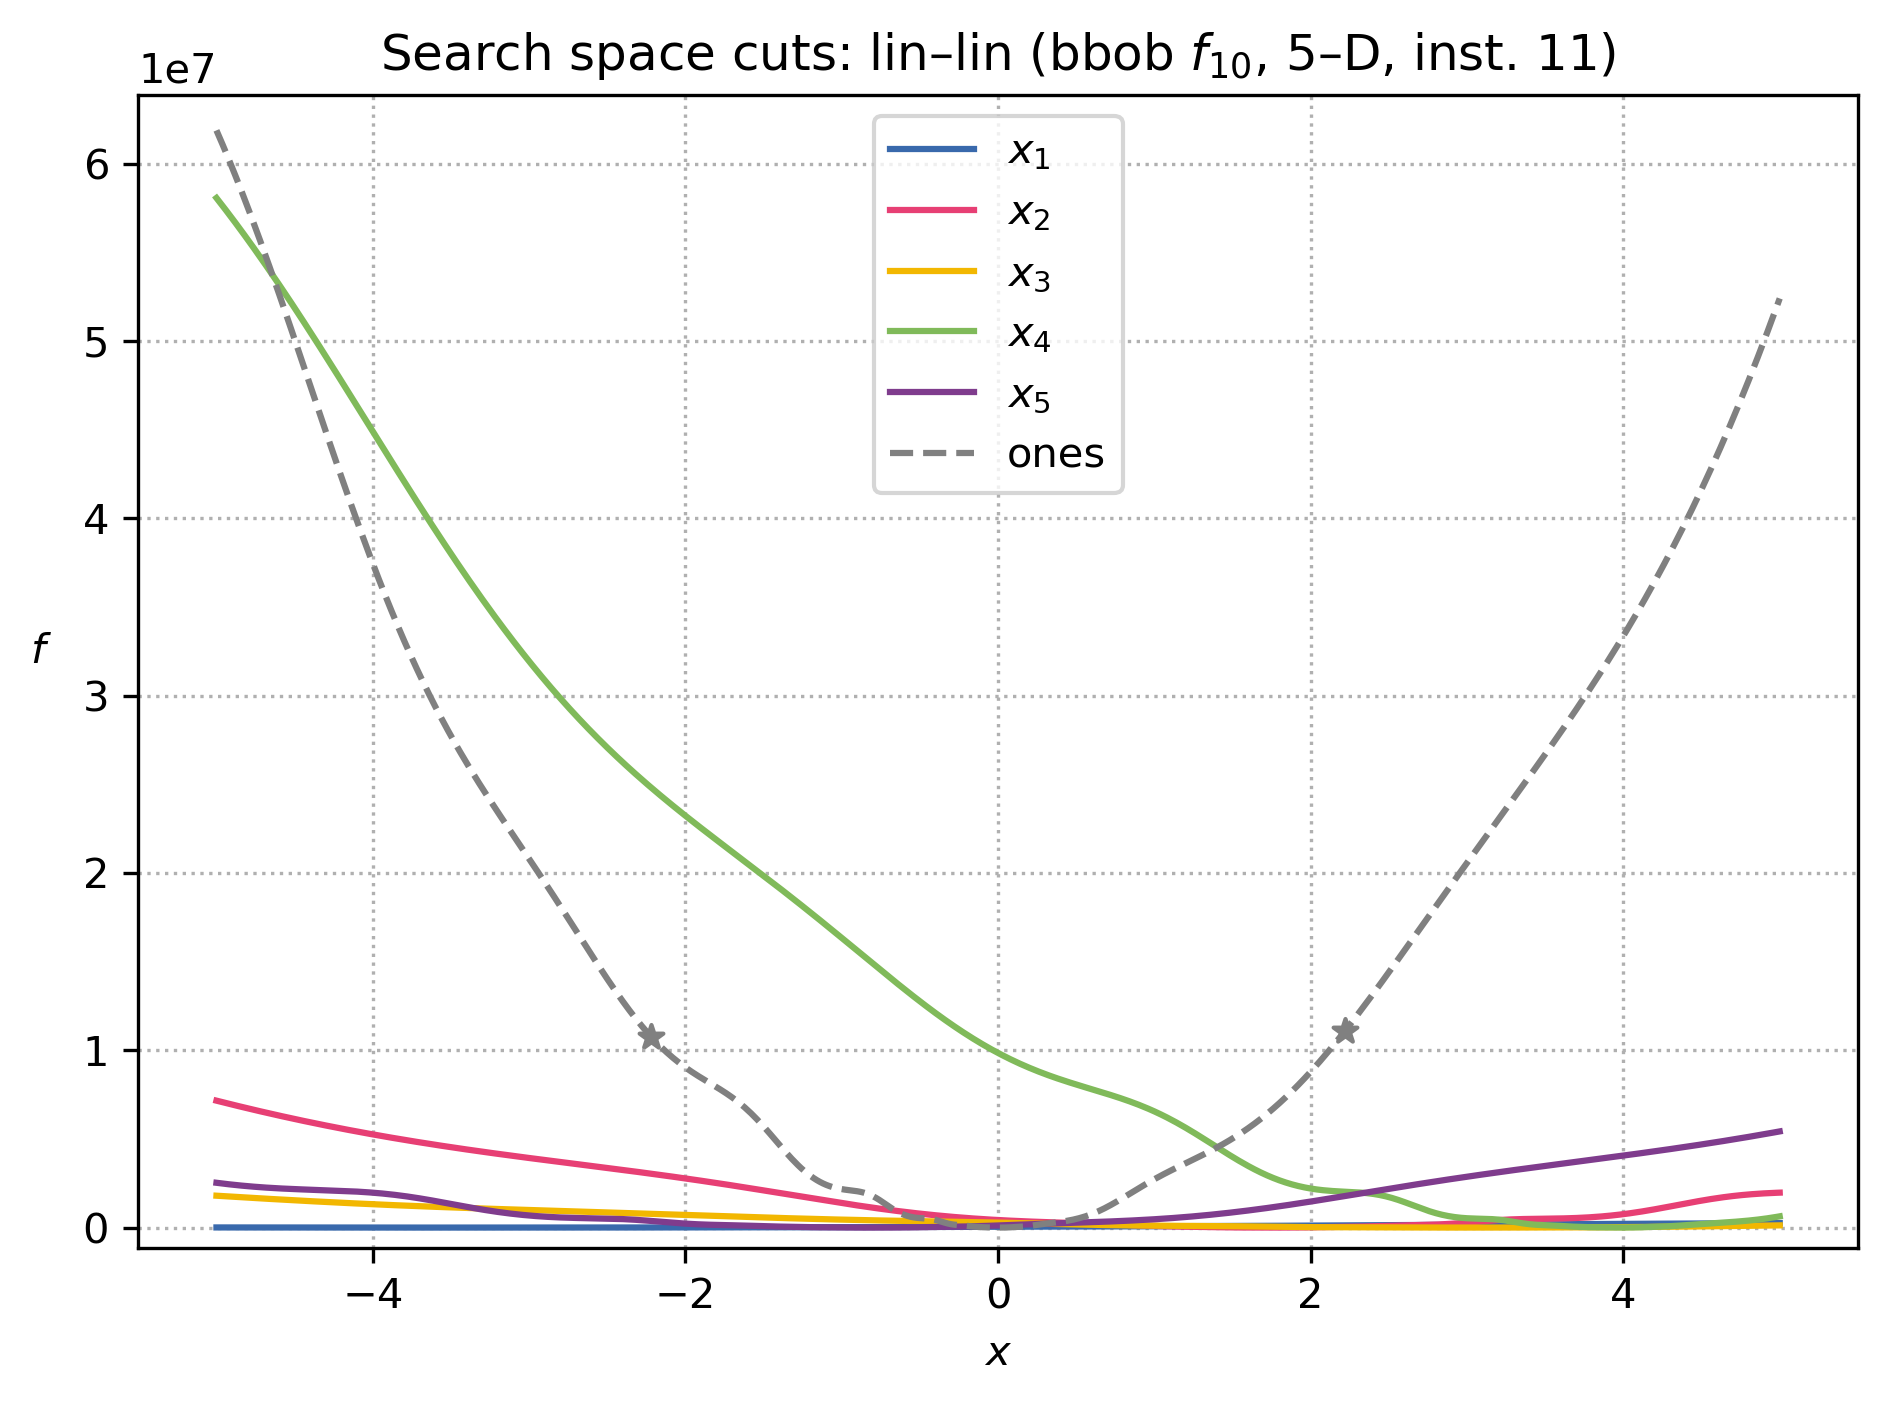 Search space cuts: lin–lin (bbob f₁₀, 5–D, inst. 11)
1e7
x₁
x₂
x₃
x₄
x₅
ones
6
5
4
3
2
1
0
f
−4 −2 0 2 4
x